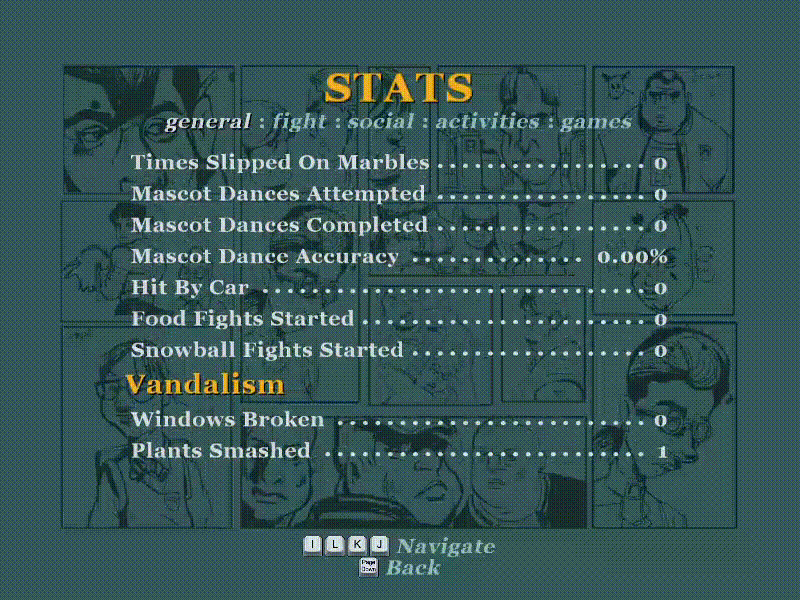 STATS
general : fight : social : activities : games
Times Slipped On Marbles . . . . . . . . . . . . . . . . . . 0
Mascot Dances Attempted . . . . . . . . . . . . . . . . . . 0
Mascot Dances Completed . . . . . . . . . . . . . . . . . . 0
Mascot Dance Accuracy . . . . . . . . . . . . . . 0.00%
Hit By Car . . . . . . . . . . . . . . . . . . . . . . . . . . . . . . . . 0
Food Fights Started . . . . . . . . . . . . . . . . . . . . . . . . 0
Snowball Fights Started . . . . . . . . . . . . . . . . . . . . 0
Vandalism
Windows Broken . . . . . . . . . . . . . . . . . . . . . . . . . . 0
Plants Smashed . . . . . . . . . . . . . . . . . . . . . . . . . . . 1
I L K J Navigate
Page Down Back